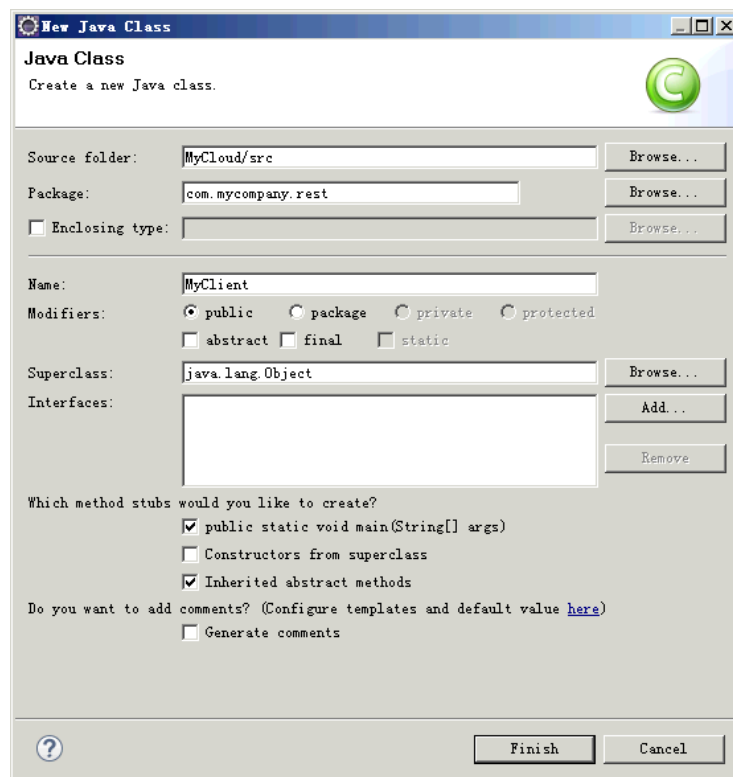 New Java Class
Java Class
Create a new Java class.
C
Source folder: MyCloud/src Browse...
Package: com.mycompany.rest Browse...
Enclosing type: Browse...
Name: MyClient
Modifiers: public package private protected
abstract final static
Superclass: java.lang.Object Browse...
Interfaces: Add...
Remove
Which method stubs would you like to create?
public static void main(String[] args)
Constructors from superclass
Inherited abstract methods
Do you want to add comments? (Configure templates and default value here)
Generate comments
? Finish Cancel